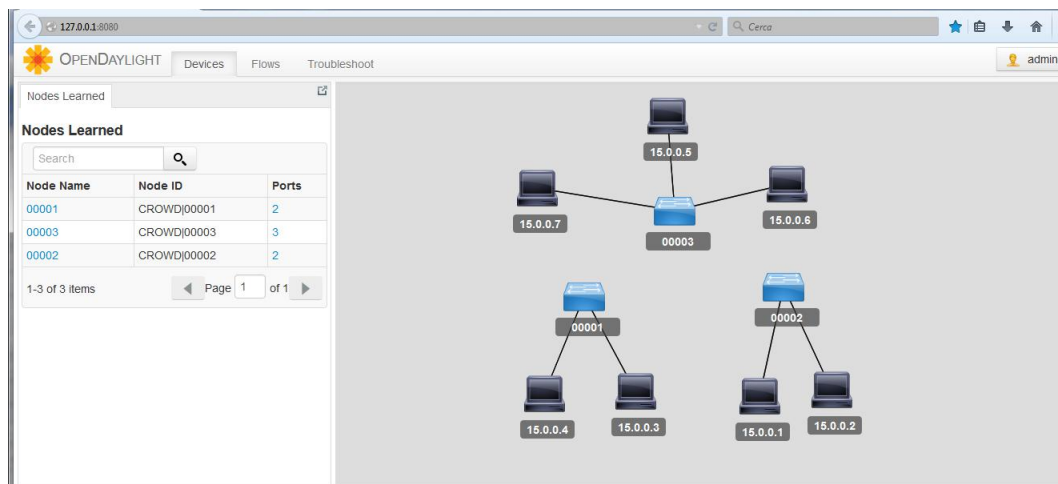 127.0.0.1:8080
Cerca
OPENDAYLIGHT Devices Flows Troubleshoot
admin
Nodes Learned
Nodes Learned
Search
Node Name Node ID Ports
00001 CROWD|00001 2
00003 CROWD|00003 3
00002 CROWD|00002 2
1-3 of 3 items Page 1 of 1
15.0.0.5
15.0.0.7
15.0.0.6
00003
00001
00002
15.0.0.4
15.0.0.3
15.0.0.1
15.0.0.2